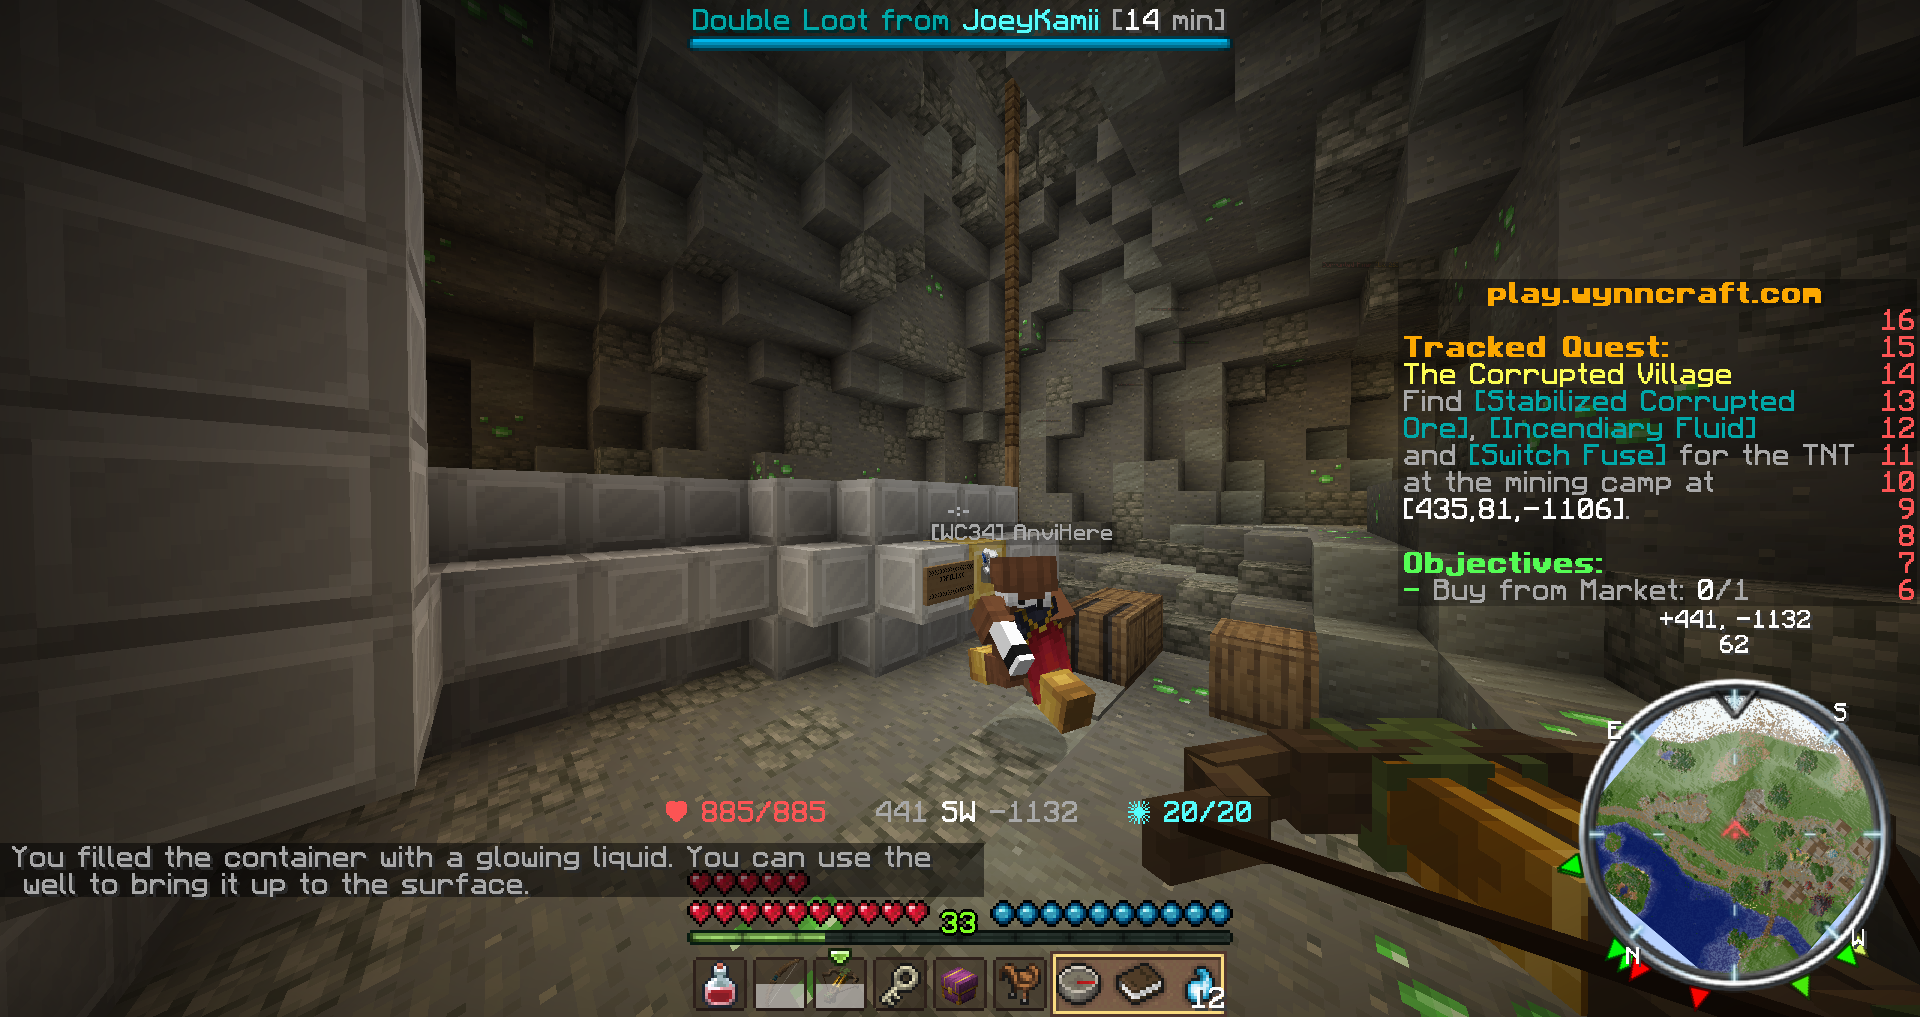 Double Loot from JoeyKamii [14 min]
play.wynncraft.com
16
Tracked Quest: 15
The Corrupted Village 14
Find [Stabilized Corrupted 13
Ore], [Incendiary Fluid] 12
and [Switch Fuse] for the TNT 11
at the mining camp at 10
[435,81,-1106]. 9
8
Objectives: 7
- Buy from Market: 0/1 6
+441, -1132
62
-:-
[WC34] AnviHere
E
S
N
W
885/885 441 SW -1132 20/20
You filled the container with a glowing liquid. You can use the
well to bring it up to the surface.
33
12